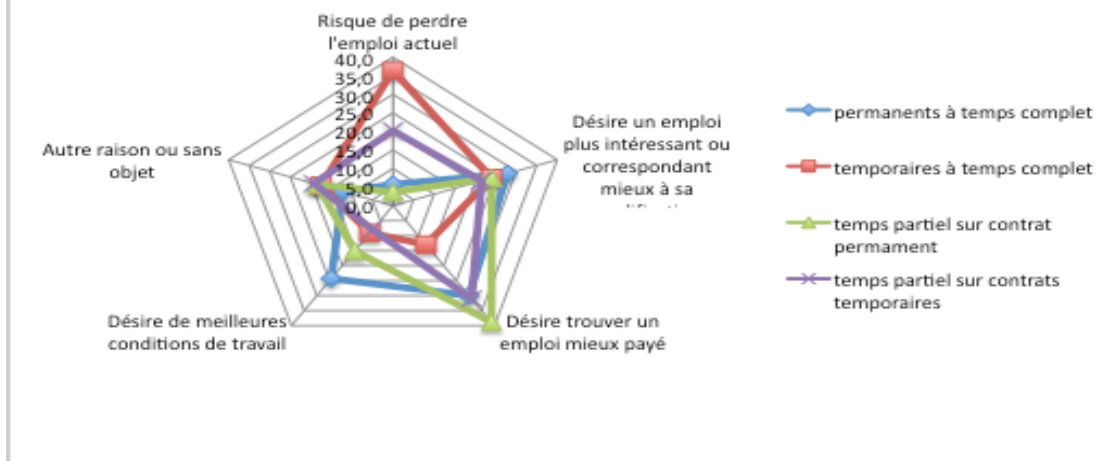 Risque de perdre
l'emploi actuel
40,0
35,0
30,0
25,0
20,0
15,0
10,0
5,0
0,0
Désire un emploi
plus intéressant ou
correspondant
mieux à sa
Désire trouver un
emploi mieux payé
Désire de meilleures
conditions de travail
Autre raison ou sans
objet
permanents à temps complet
temporaires à temps complet
temps partiel sur contrat
permament
temps partiel sur contrats
temporaires